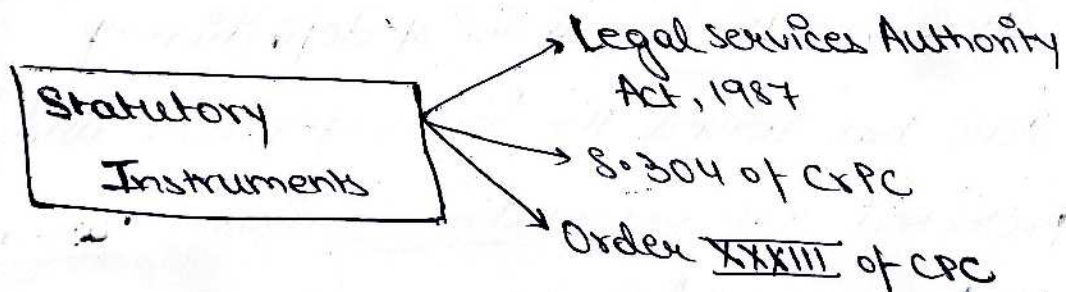 Statutory
Instruments
Legal services Authority
Act, 1987
S. 304 of CrPC
Order XXXIII of CPC